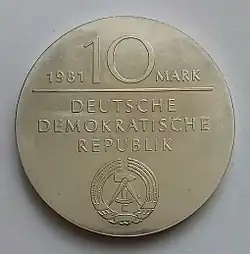 1981 10 MARK
DEUTSCHE
DEMOKRATISCHE
REPUBLIK